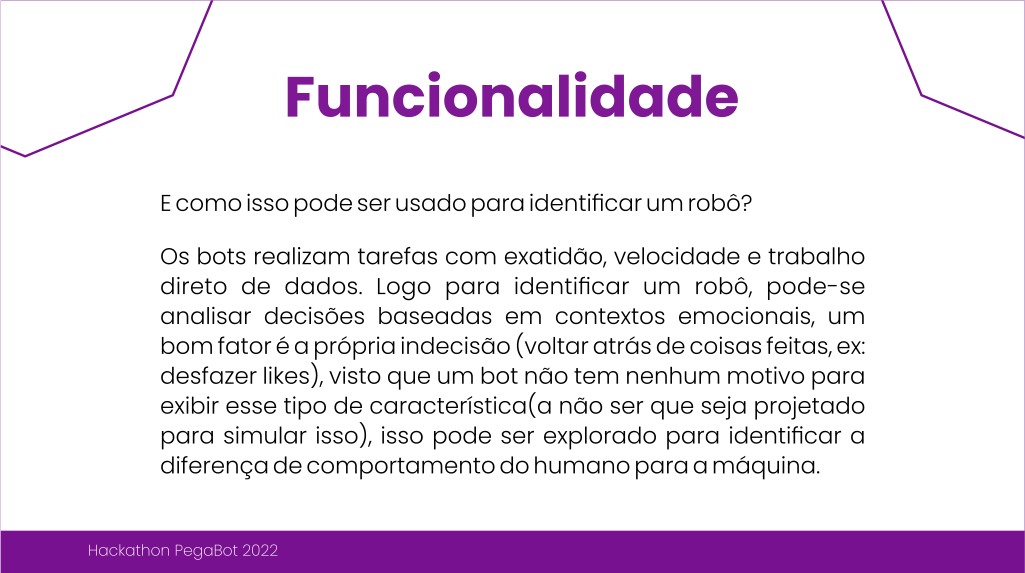 Funcionalidade
E como isso pode ser usado para identificar um robô?
Os bots realizam tarefas com exatidão, velocidade e trabalho
direto de dados. Logo para identificar um robô, pode-se
analisar decisões baseadas em contextos emocionais, um
bom fator é a própria indecisão (voltar atrás de coisas feitas, ex:
desfazer likes), visto que um bot não tem nenhum motivo para
exibir esse tipo de característica(a não ser que seja projetado
para simular isso), isso pode ser explorado para identificar a
diferença de comportamento do humano para a máquina.
Hackathon PegaBot 2022